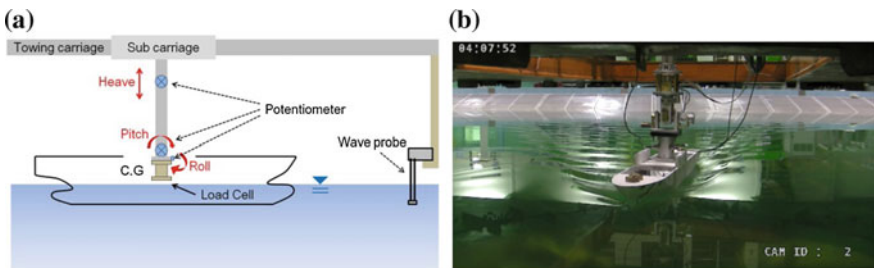 (a)
Towing carriage
Sub carriage
Heave
Potentiometer
Pitch
Wave probe
Roll
C.G
Load Cell
(b)
04:07:52
CAM ID : 2